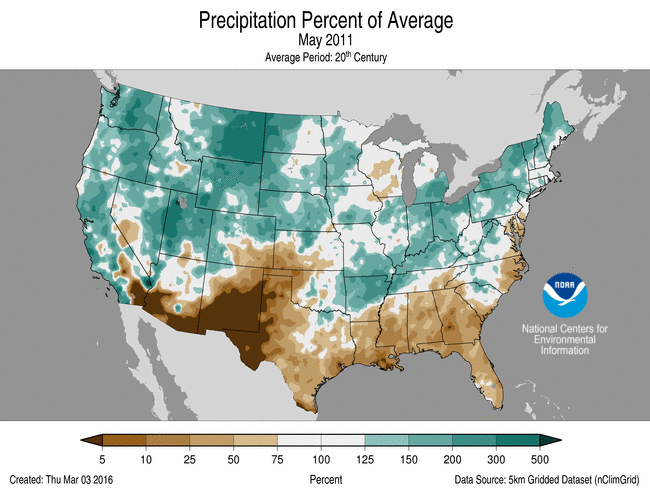 Precipitation Percent of Average
May 2011
Average Period: 20th Century
NOAA
National Centers for
Environmental
Information
5 10 25 50 75 100 125 150 200 300 500
Created: Thu Mar 03 2016 Percent Data Source: 5km Gridded Dataset (nClimGrid)